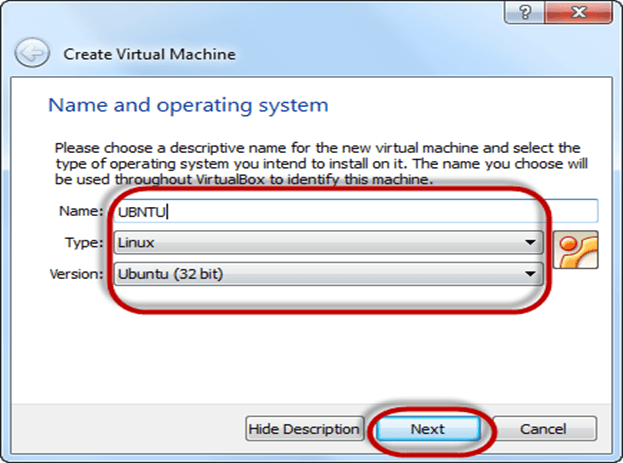 ?
Create Virtual Machine
Name and operating system
Please choose a descriptive name for the new virtual machine and select the
type of operating system you intend to install on it. The name you choose will
be used throughout VirtualBox to identify this machine.
Name: UBNTU
Type: Linux
Version: Ubuntu (32 bit)
Hide Description Next Cancel